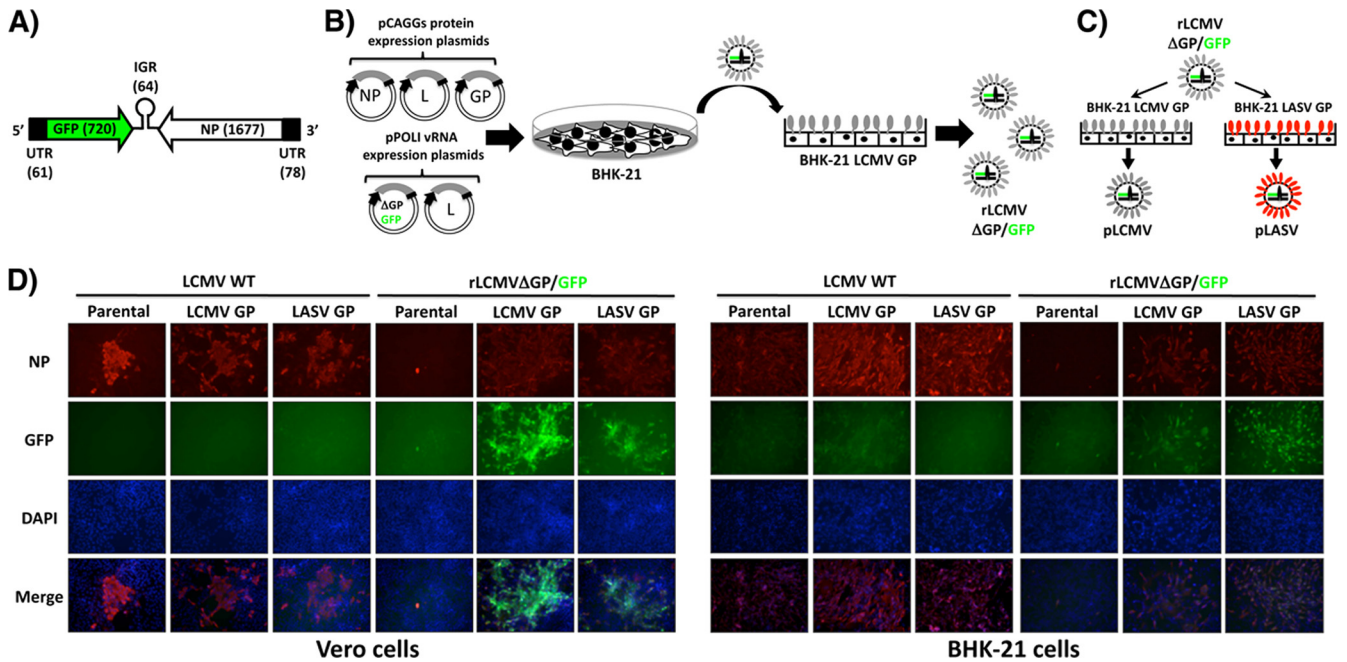 A)
IGR
(64)
5’ GFP (720) NP (1677) 3’
UTR
(61)
UTR
(78)
B)
pCAGGs protein
expression plasmids
NP L GP
pPOLI vRNA
expression plasmids
ΔGP
GFP
L
BHK-21
BHK-21 LCMV GP
rLCMV
ΔGP/GFP
C)
rLCMV
ΔGP/GFP
BHK-21 LCMV GP BHK-21 LASV GP
pLCMV pLASV
D)
LCMV WT rLCMVΔGP/GFP LCMV WT rLCMVΔGP/GFP
Parental LCMV GP LASV GP Parental LCMV GP LASV GP Parental LCMV GP LASV GP Parental LCMV GP LASV GP
NP
GFP
DAPI
Merge
Vero cells BHK-21 cells